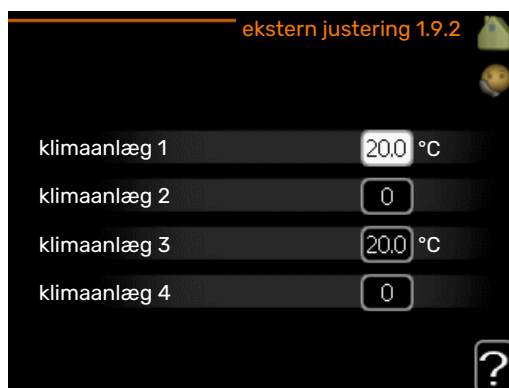 ekstern justering 1.9.2
klimaanlæg 1 20.0 °C
klimaanlæg 2 0
klimaanlæg 3 20.0 °C
klimaanlæg 4 0
?